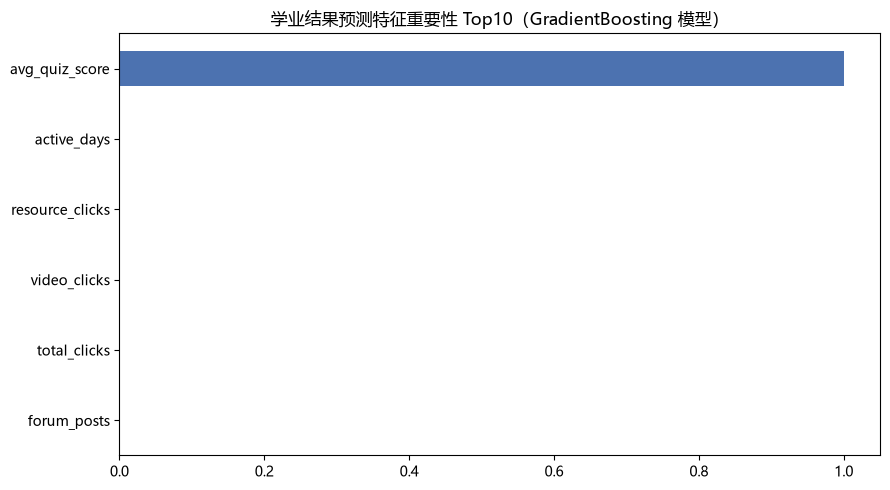 学业结果预测特征重要性 Top10（GradientBoosting 模型）
avg_quiz_score
active_days
resource_clicks
video_clicks
total_clicks
forum_posts
0.0 0.2 0.4 0.6 0.8 1.0